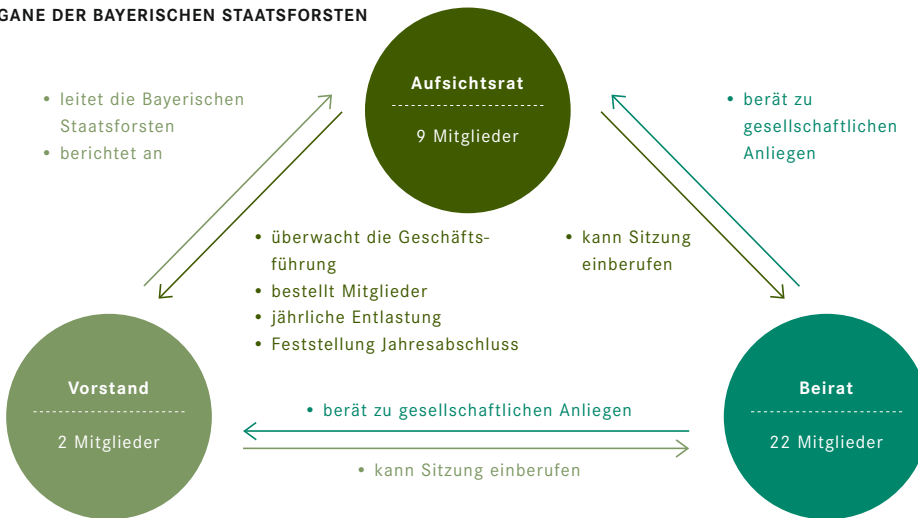 GANE DER BAYERISCHEN STAATSFORSTEN
Aufsichtsrat
9 Mitglieder
• leitet die Bayerischen
Staatsforsten
• berichtet an
• berät zu
gesellschaftlichen
Anliegen
• überwacht die Geschäfts-
führung
• bestellt Mitglieder
• jährliche Entlastung
• Feststellung Jahresabschluss
• kann Sitzung
einberufen
Vorstand
2 Mitglieder
• berät zu gesellschaftlichen Anliegen
• kann Sitzung einberufen
Beirat
22 Mitglieder